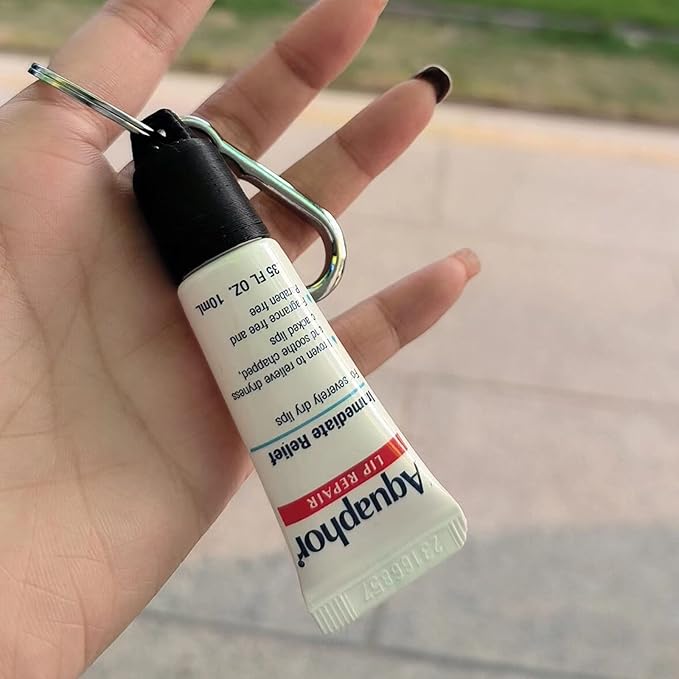 Aquaphor®
LIP REPAIR
Immediate Relief
For severely dry lips
Proven to relieve dryness
and soothe chapped,
cracked lips
Fragrance free and
Paraben free
35 FL OZ. 10mL
23166857